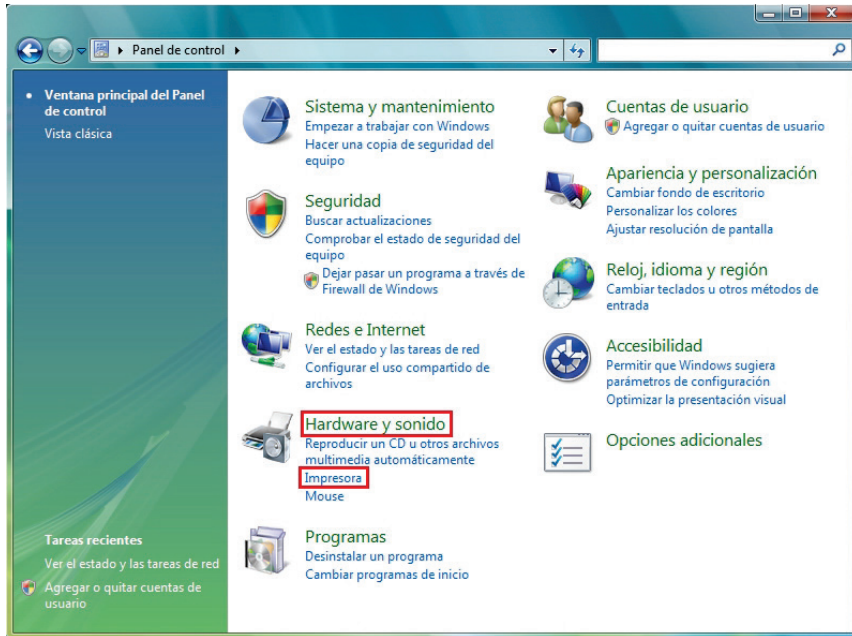 Panel de control
Ventana principal del Panel
de control
Vista clásica
Sistema y mantenimiento
Empezar a trabajar con Windows
Hacer una copia de seguridad del
equipo
Seguridad
Buscar actualizaciones
Comprobar el estado de seguridad del
equipo
Dejar pasar un programa a través de
Firewall de Windows
Redes e Internet
Ver el estado y las tareas de red
Configurar el uso compartido de
archivos
Hardware y sonido
Reproducir un CD u otros archivos
multimedia automáticamente
Impresora
Mouse
Programas
Desinstalar un programa
Cambiar programas de inicio
Cuentas de usuario
Agregar o quitar cuentas de usuario
Apariencia y personalización
Cambiar fondo de escritorio
Personalizar los colores
Ajustar resolución de pantalla
Reloj, idioma y región
Cambiar teclados u otros métodos de
entrada
Accesibilidad
Permitir que Windows sugiera
parámetros de configuración
Optimizar la presentación visual
Opciones adicionales
Tareas recientes
Ver el estado y las tareas de red
Agregar o quitar cuentas de
usuario